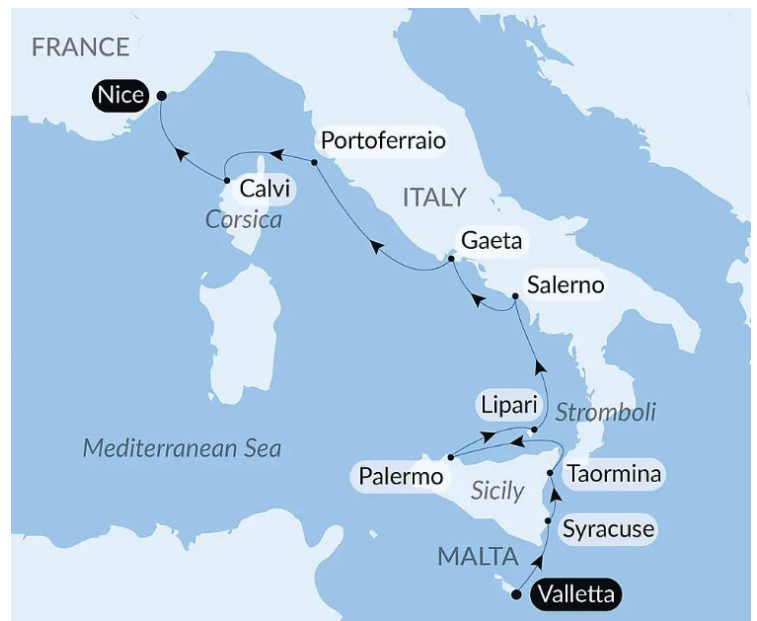 FRANCE
Nice
Portoferraio
Calvi
Corsica
ITALY
Gaeta
Salerno
Lipari
Stromboli
Mediterranean Sea
Palermo
Sicily
Taormina
Syracuse
MALTA
Valletta